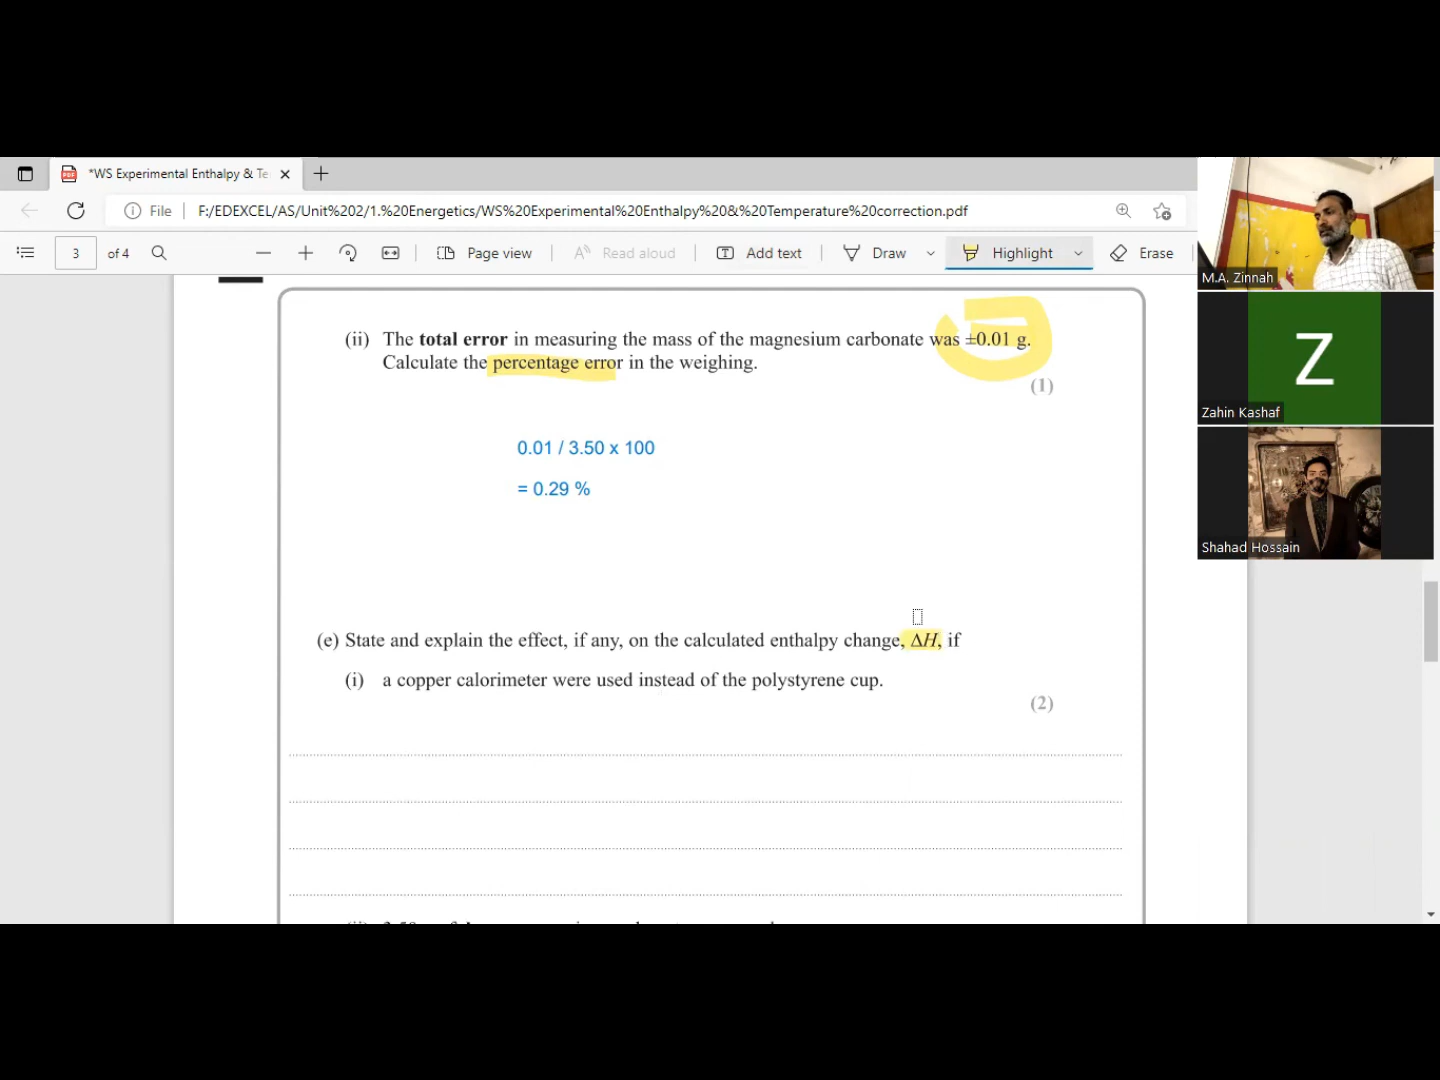 *WS Experimental Enthalpy & Te
File F:/EDEXCEL/AS/Unit%202/1.%20Energetics/WS%20Experimental%20Enthalpy%20&%20Temperature%20correction.pdf
3 of 4 Page view Read aloud Add text Draw Highlight Erase
M.A. Zinnah
(ii) The total error in measuring the mass of the magnesium carbonate was ±0.01 g.
Calculate the percentage error in the weighing.
(1)
Z
Zahin Kashaf
0.01 / 3.50 x 100
= 0.29 %
Shahad Hossain
(e) State and explain the effect, if any, on the calculated enthalpy change, ΔH, if
(i) a copper calorimeter were used instead of the polystyrene cup.
(2)